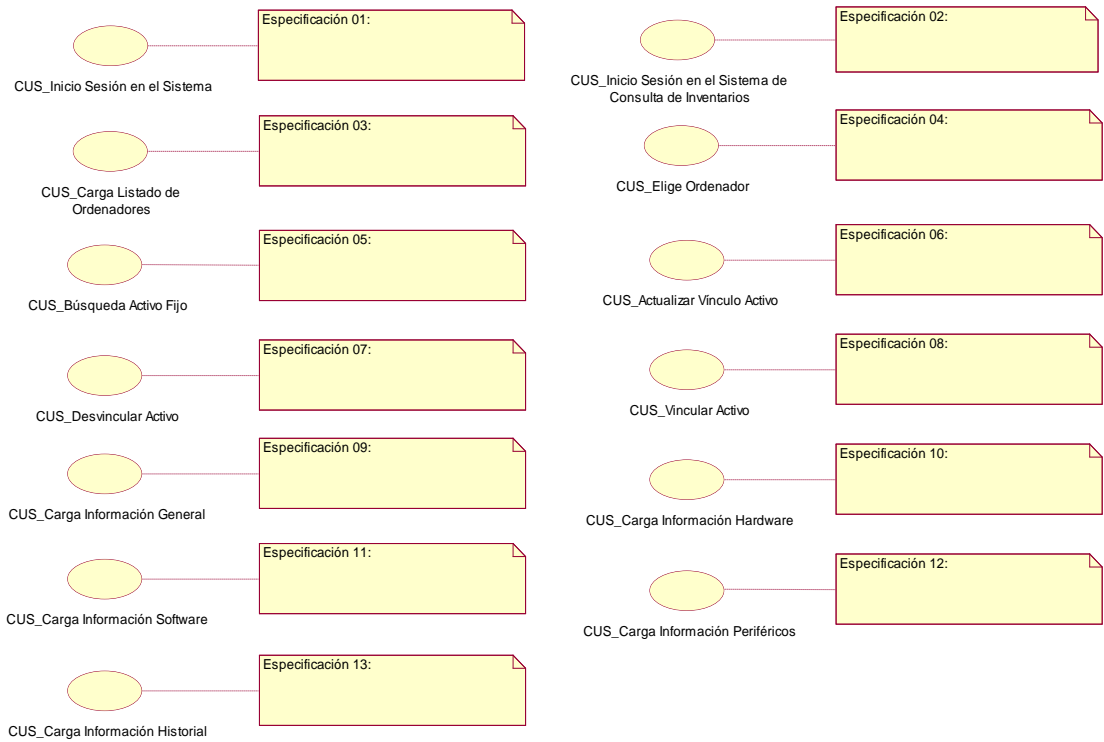 Especificación 01:
CUS_Inicio Sesión en el Sistema
Especificación 02:
CUS_Inicio Sesión en el Sistema de
Consulta de Inventarios
Especificación 03:
CUS_Carga Listado de
Ordenadores
Especificación 04:
CUS_Elige Ordenador
Especificación 05:
CUS_Búsqueda Activo Fijo
Especificación 06:
CUS_Actualizar Vínculo Activo
Especificación 07:
CUS_Desvincular Activo
Especificación 08:
CUS_Vincular Activo
Especificación 09:
CUS_Carga Información General
Especificación 10:
CUS_Carga Información Hardware
Especificación 11:
CUS_Carga Información Software
Especificación 12:
CUS_Carga Información Periféricos
Especificación 13:
CUS_Carga Información Historial